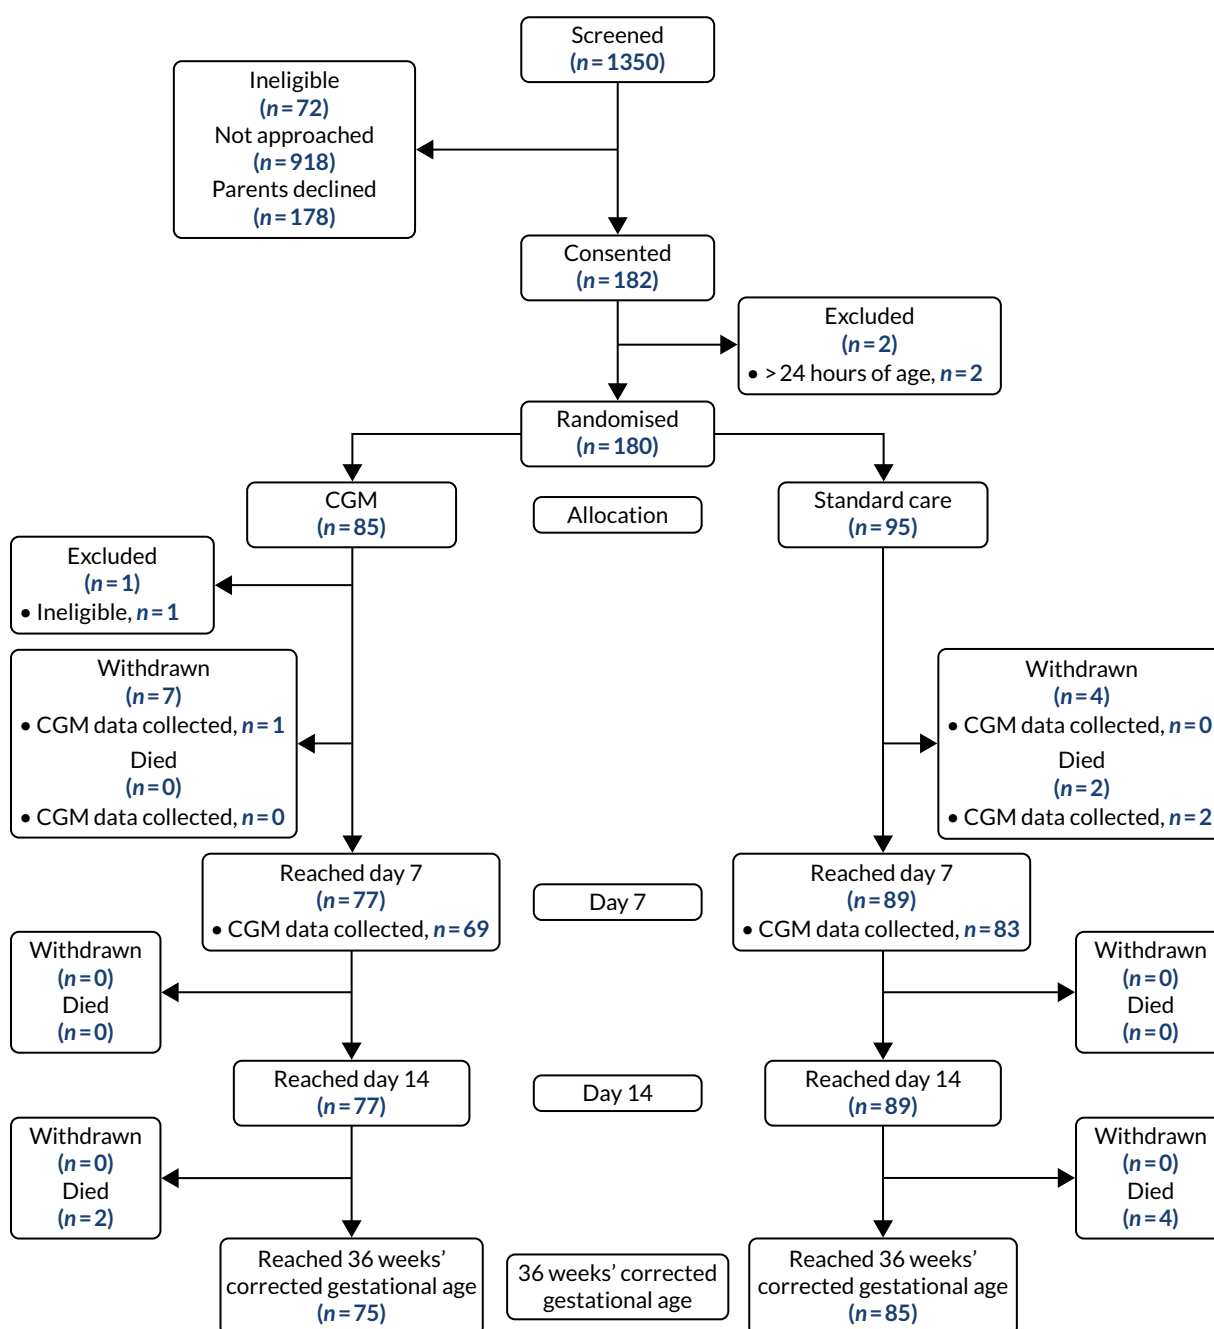 Screened
(n=1350)
Ineligible
(n=72)
Not approached
(n=918)
Parents declined
(n=178)
Consented
(n=182)
Excluded
(n=2)
• >24 hours of age, n=2
Randomised
(n=180)
CGM
(n=85)
Allocation
Standard care
(n=95)
Excluded
(n=1)
• Ineligible, n=1
Withdrawn
(n=7)
• CGM data collected, n=1
Died
(n=0)
• CGM data collected, n=0
Withdrawn
(n=4)
• CGM data collected, n=0
Died
(n=2)
• CGM data collected, n=2
Reached day 7
(n=77)
• CGM data collected, n=69
Day 7
Reached day 7
(n=89)
• CGM data collected, n=83
Withdrawn
(n=0)
Died
(n=0)
Withdrawn
(n=0)
Died
(n=0)
Reached day 14
(n=77)
Day 14
Reached day 14
(n=89)
Withdrawn
(n=0)
Died
(n=2)
Withdrawn
(n=0)
Died
(n=4)
Reached 36 weeks’
corrected gestational age
(n=75)
36 weeks’ corrected
gestational age
Reached 36 weeks’
corrected gestational age
(n=85)